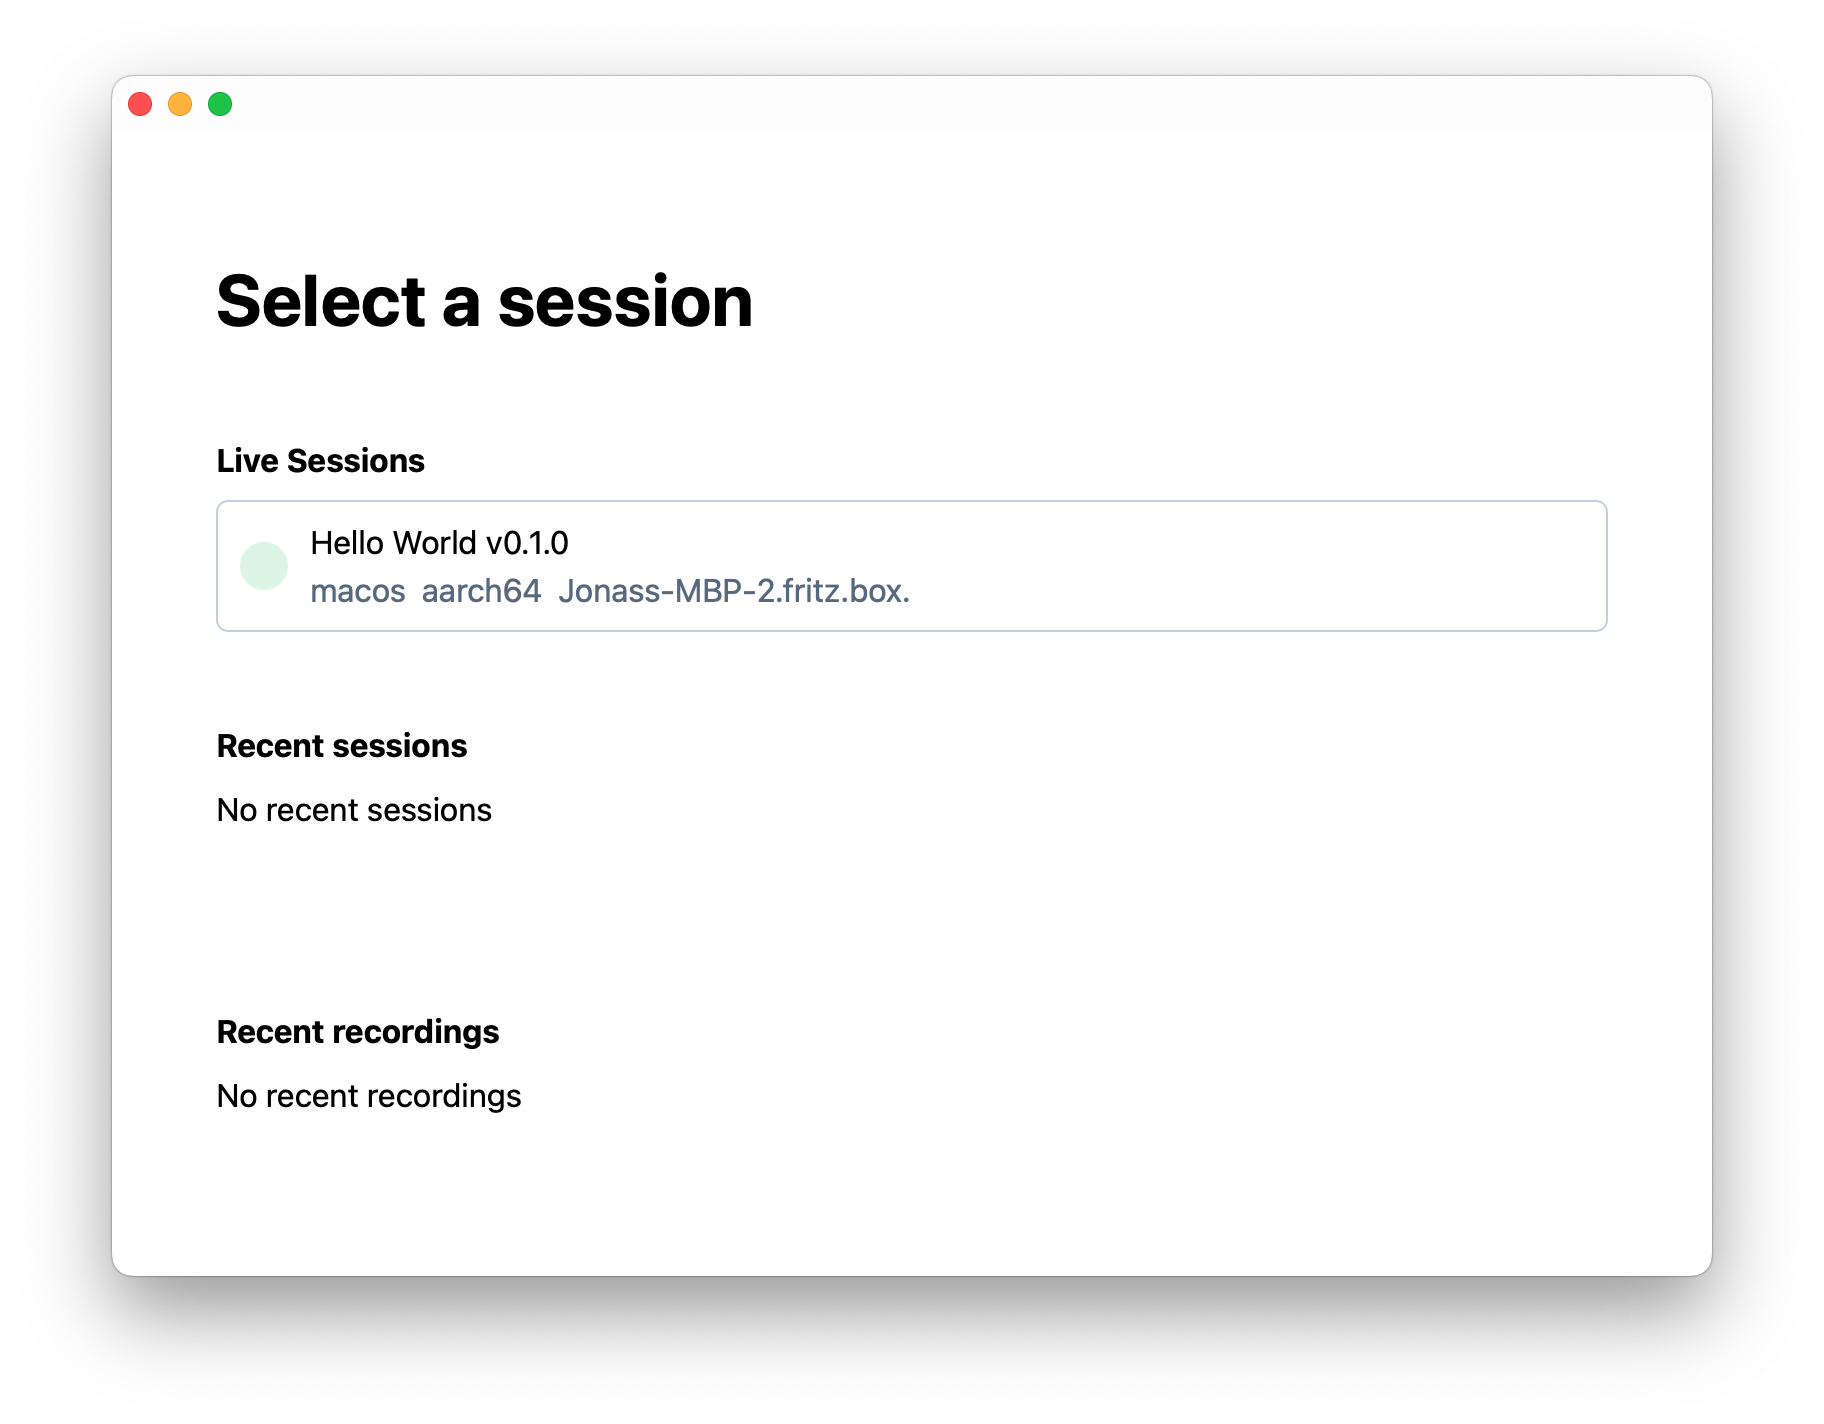 Select a session
Live Sessions
Hello World v0.1.0
macos aarch64 Jonass-MBP-2.fritz.box.
Recent sessions
No recent sessions
Recent recordings
No recent recordings